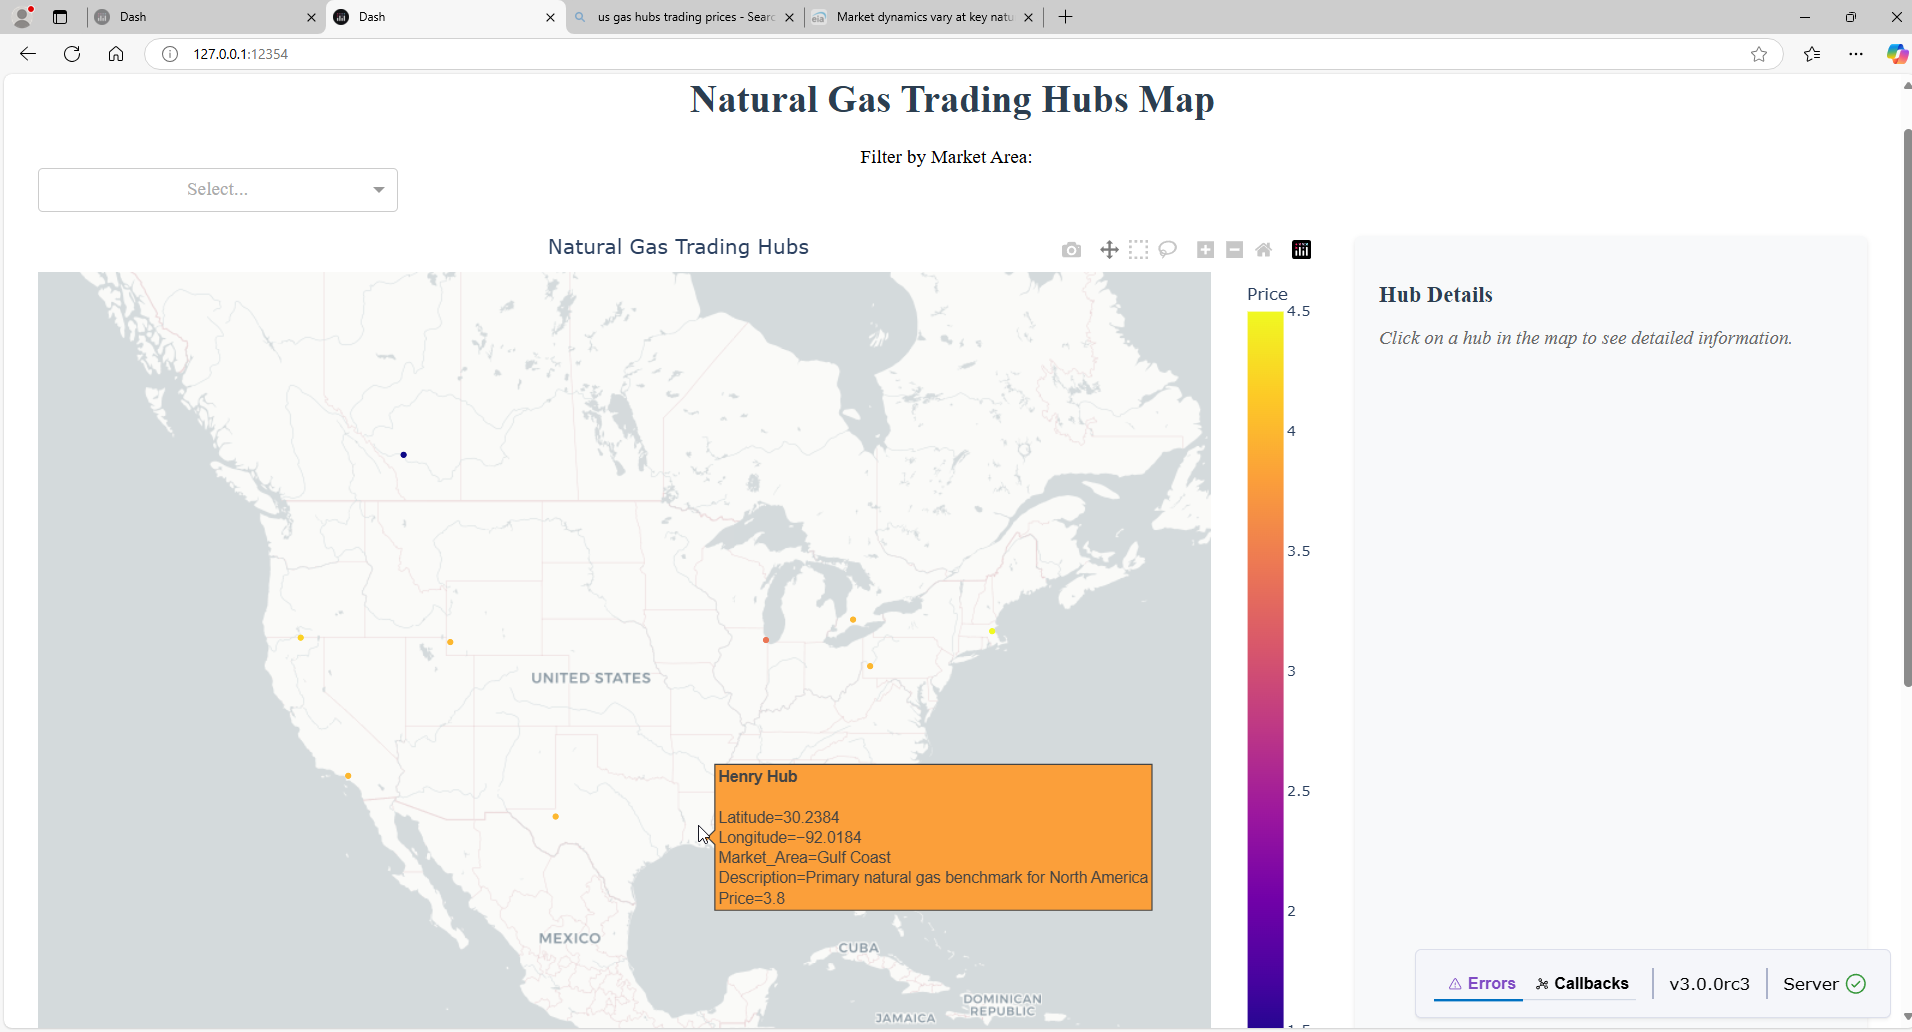 Dash
Dash
us gas hubs trading prices - Searc
eia
Market dynamics vary at key natu
127.0.0.1:12354
Natural Gas Trading Hubs Map
Filter by Market Area:
Select...
Natural Gas Trading Hubs
Price
4.5
4
3.5
3
2.5
2
1.5
Hub Details
Click on a hub in the map to see detailed information.
UNITED STATES
Henry Hub
Latitude=30.2384
Longitude=−92.0184
Market_Area=Gulf Coast
Description=Primary natural gas benchmark for North America
Price=3.8
MEXICO
CUBA
DOMINICAN
REPUBLIC
JAMAICA
Errors
Callbacks
v3.0.0rc3
Server